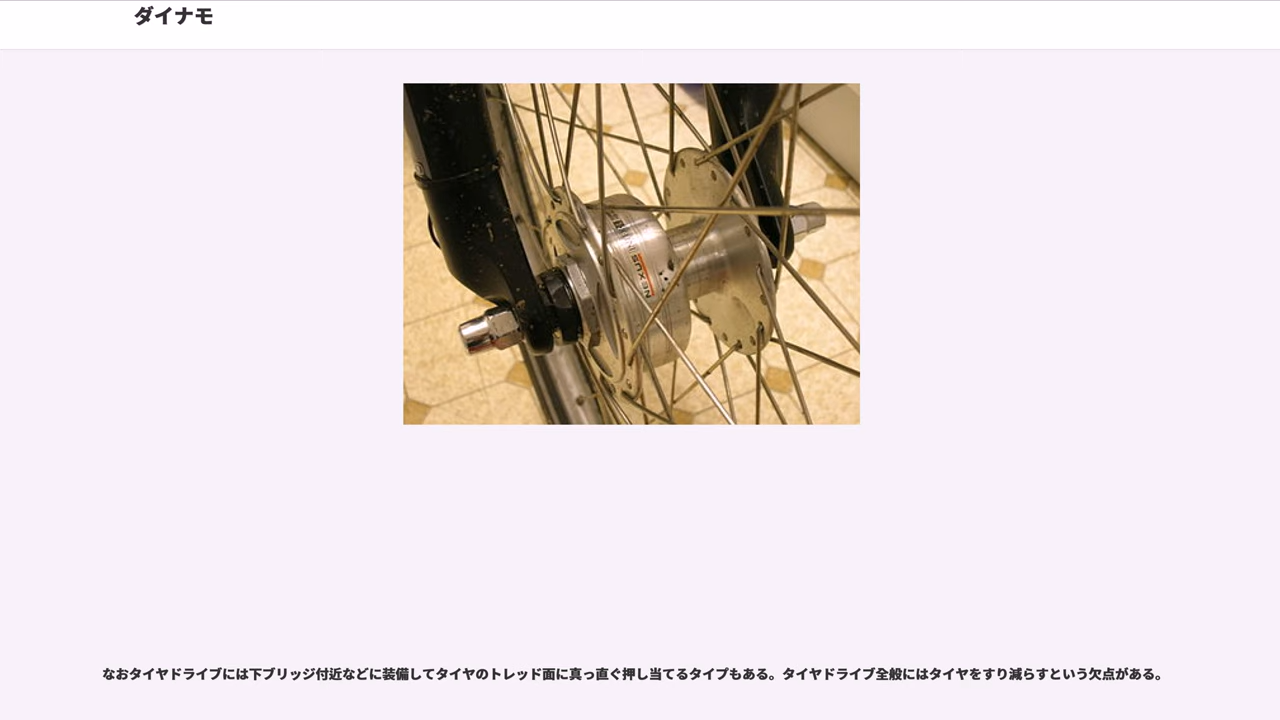 ダイナモ
NEXUS
なおタイヤドライブには下ブリッジ付近などに装備してタイヤのトレッド面に真っ直ぐ押し当てるタイプもある。タイヤドライブ全般にはタイヤをすり減らすという欠点がある。